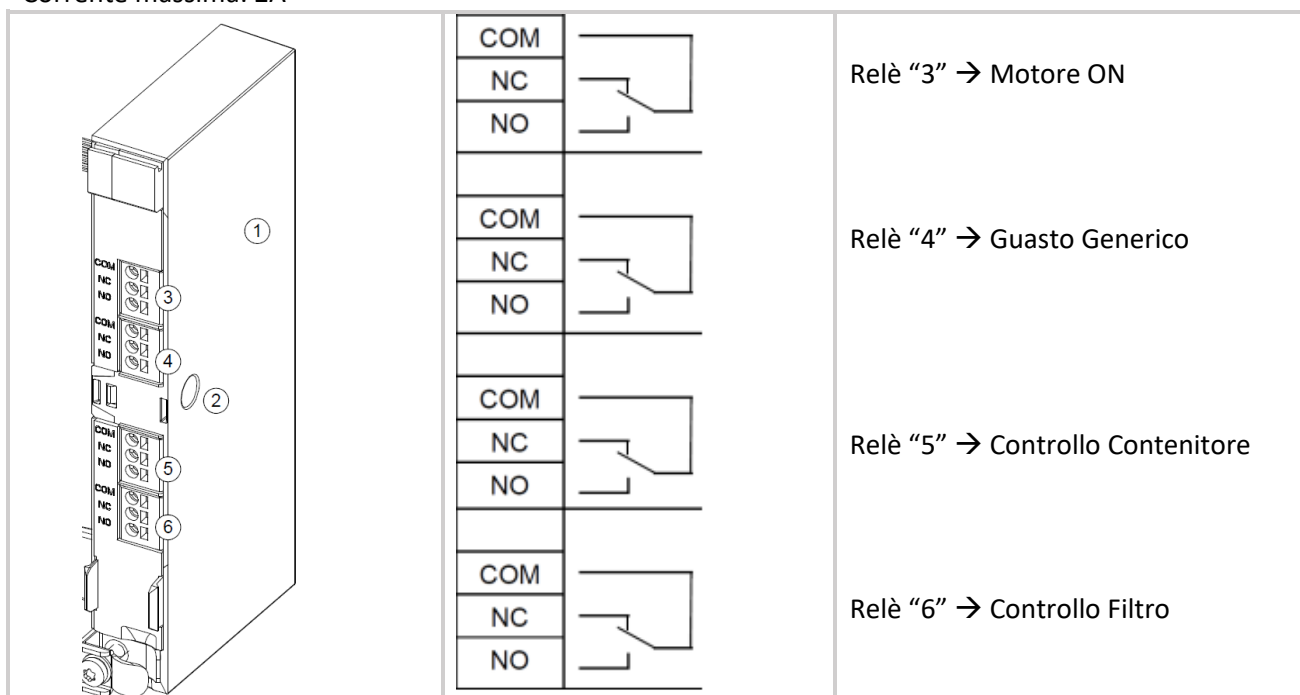 Corrente massima: 2A
1
COM
NC
NO
3
COM
NC
NO
4
2
COM
NC
NO
5
COM
NC
NO
6
COM
NC
NO
COM
NC
NO
COM
NC
NO
COM
NC
NO
Relè “3” → Motore ON
Relè “4” → Guasto Generico
Relè “5” → Controllo Contenitore
Relè “6” → Controllo Filtro